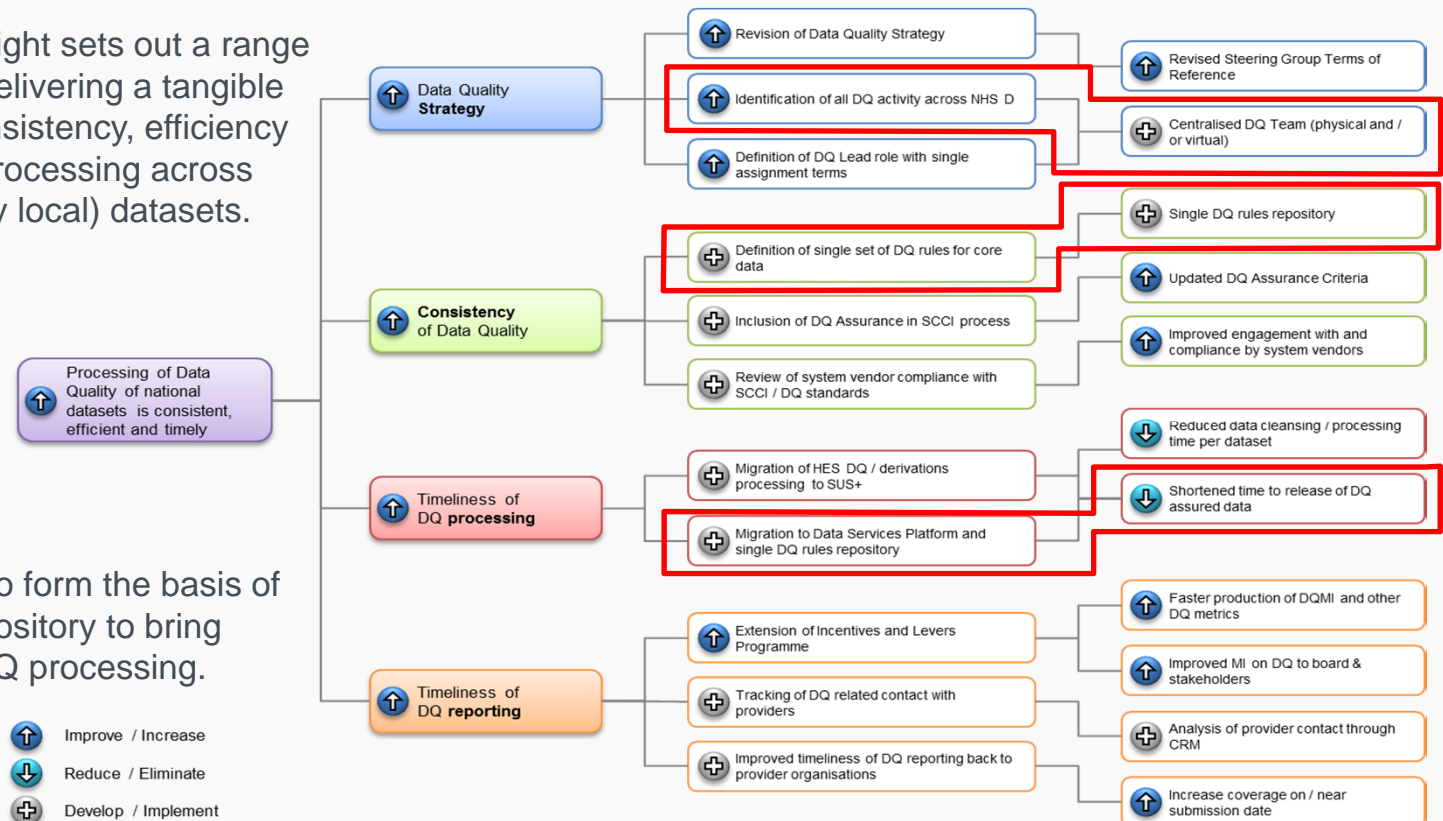 ight sets out a range
elivering a tangible
nsistency, efficiency
rocessing across
y local) datasets.
o form the basis of
ository to bring
Q processing.
Improve / Increase
Reduce / Eliminate
Develop / Implement
Processing of Data
Quality of national
datasets is consistent,
efficient and timely
Data Quality
Strategy
Revision of Data Quality Strategy
Identification of all DQ activity across NHS D
Definition of DQ Lead role with single
assignment terms
Revised Steering Group Terms of
Reference
Centralised DQ Team (physical and /
or virtual)
Consistency
of Data Quality
Definition of single set of DQ rules for core
data
Inclusion of DQ Assurance in SCCI process
Review of system vendor compliance with
SCCI / DQ standards
Single DQ rules repository
Updated DQ Assurance Criteria
Improved engagement with and
compliance by system vendors
Timeliness of
DQ processing
Migration of HES DQ / derivations
processing to SUS+
Migration to Data Services Platform and
single DQ rules repository
Reduced data cleansing / processing
time per dataset
Shortened time to release of DQ
assured data
Timeliness of
DQ reporting
Extension of Incentives and Levers
Programme
Tracking of DQ related contact with
providers
Improved timeliness of DQ reporting back to
provider organisations
Faster production of DQMI and other
DQ metrics
Improved MI on DQ to board &
stakeholders
Analysis of provider contact through
CRM
Increase coverage on / near
submission date